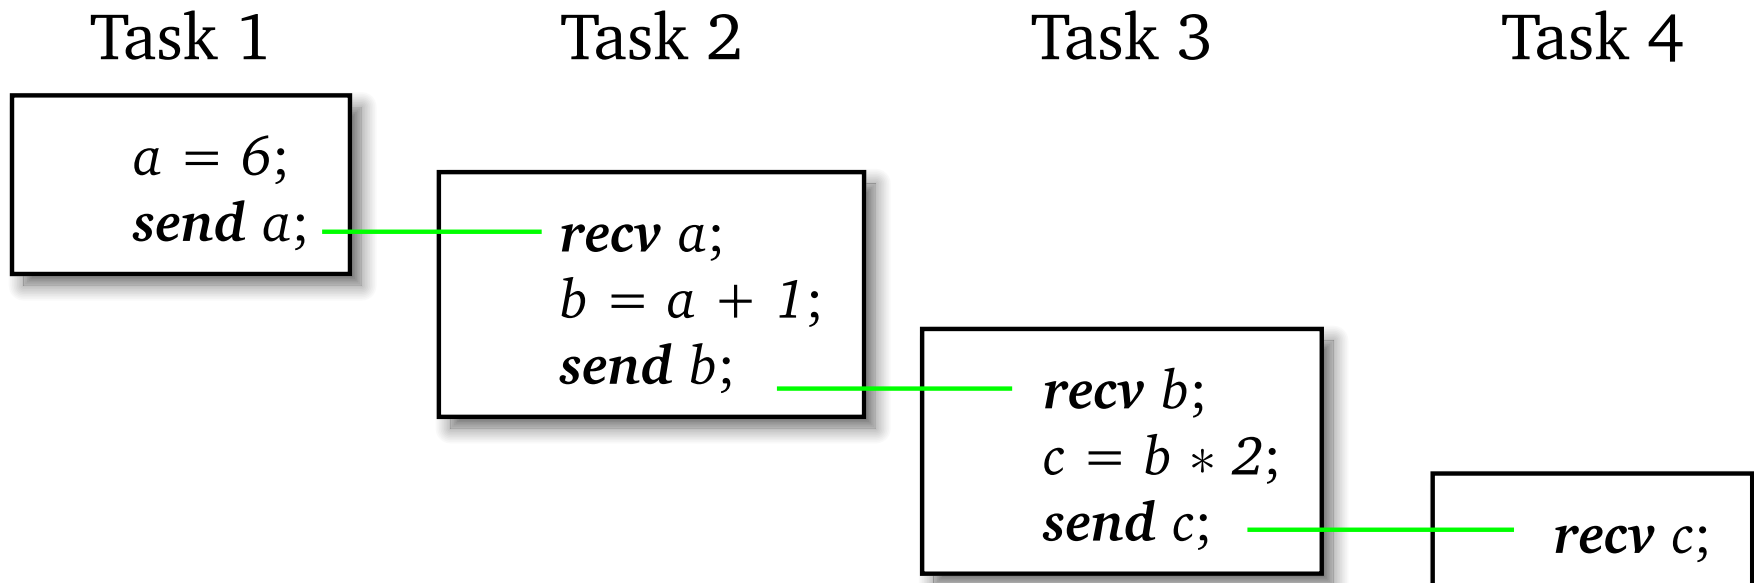 Task 1
Task 2
Task 3
Task 4
a = 6;
send a;
recv a;
b = a + 1;
send b;
recv b;
c = b * 2;
send c;
recv c;